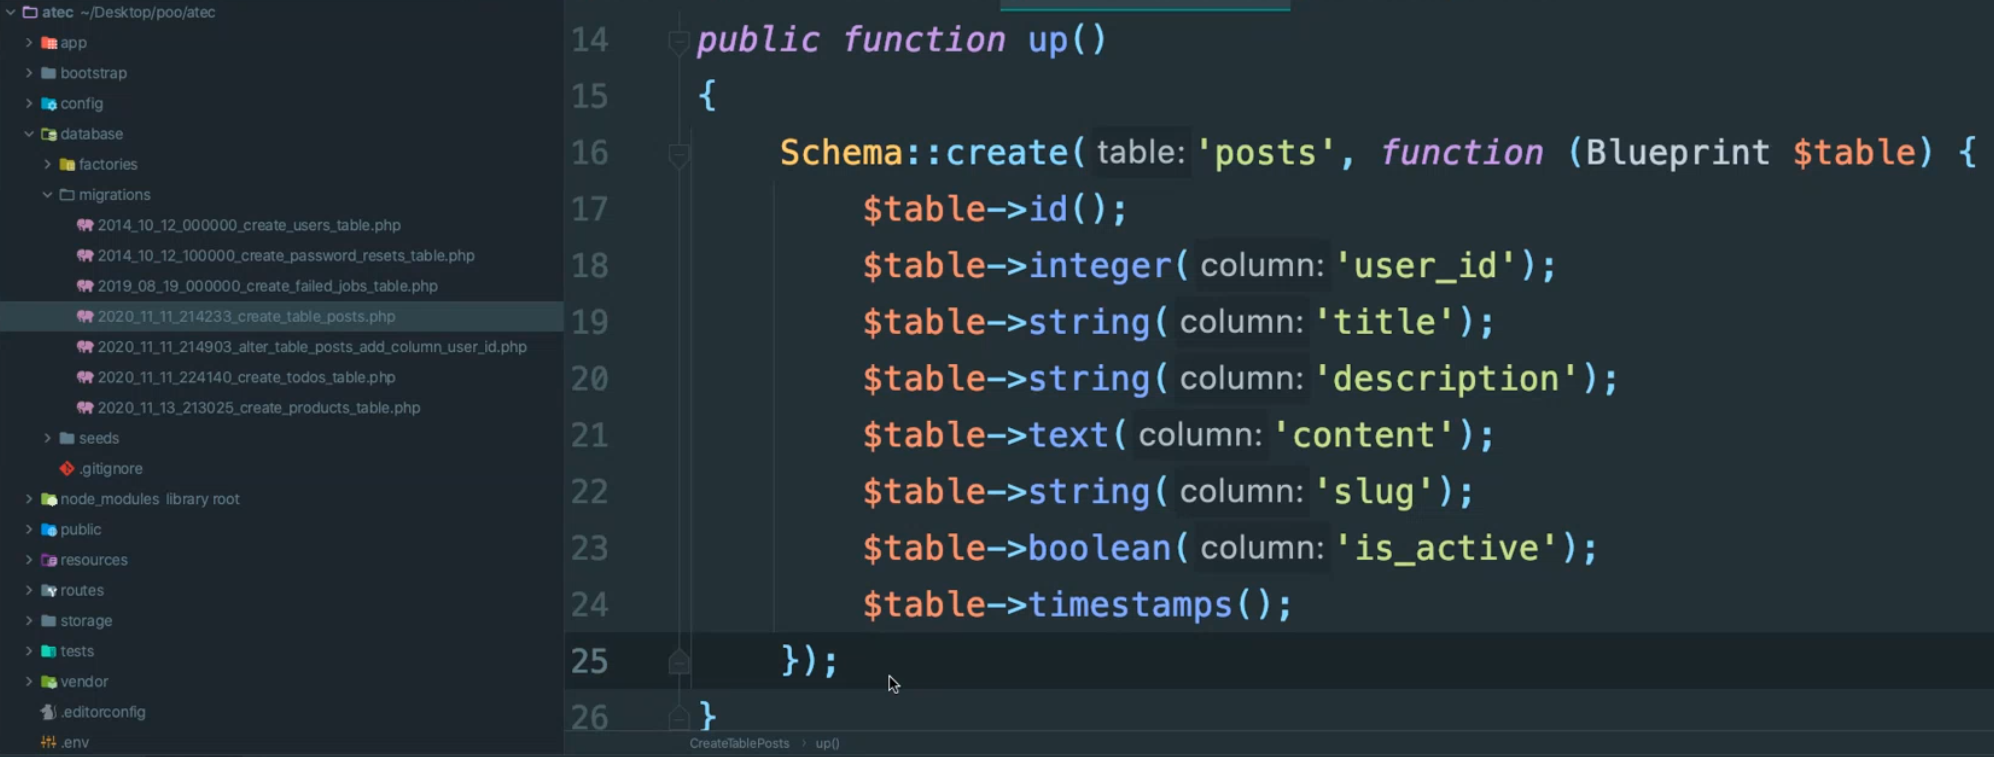 atec ~/Desktop/poo/atec
app
bootstrap
config
database
factories
migrations
2014_10_12_000000_create_users_table.php
2014_10_12_100000_create_password_resets_table.php
2019_08_19_000000_create_failed_jobs_table.php
2020_11_11_214233_create_table_posts.php
2020_11_11_214903_alter_table_posts_add_column_user_id.php
2020_11_11_224140_create_todos_table.php
2020_11_13_213025_create_products_table.php
seeds
.gitignore
node_modules library root
public
resources
routes
storage
tests
vendor
.editorconfig
.env
14 public function up()
15 {
16 Schema::create( table: 'posts', function (Blueprint $table) {
17 $table->id();
18 $table->integer( column: 'user_id');
19 $table->string( column: 'title');
20 $table->string( column: 'description');
21 $table->text( column: 'content');
22 $table->string( column: 'slug');
23 $table->boolean( column: 'is_active');
24 $table->timestamps();
25 });
26 }
CreateTablePosts › up()